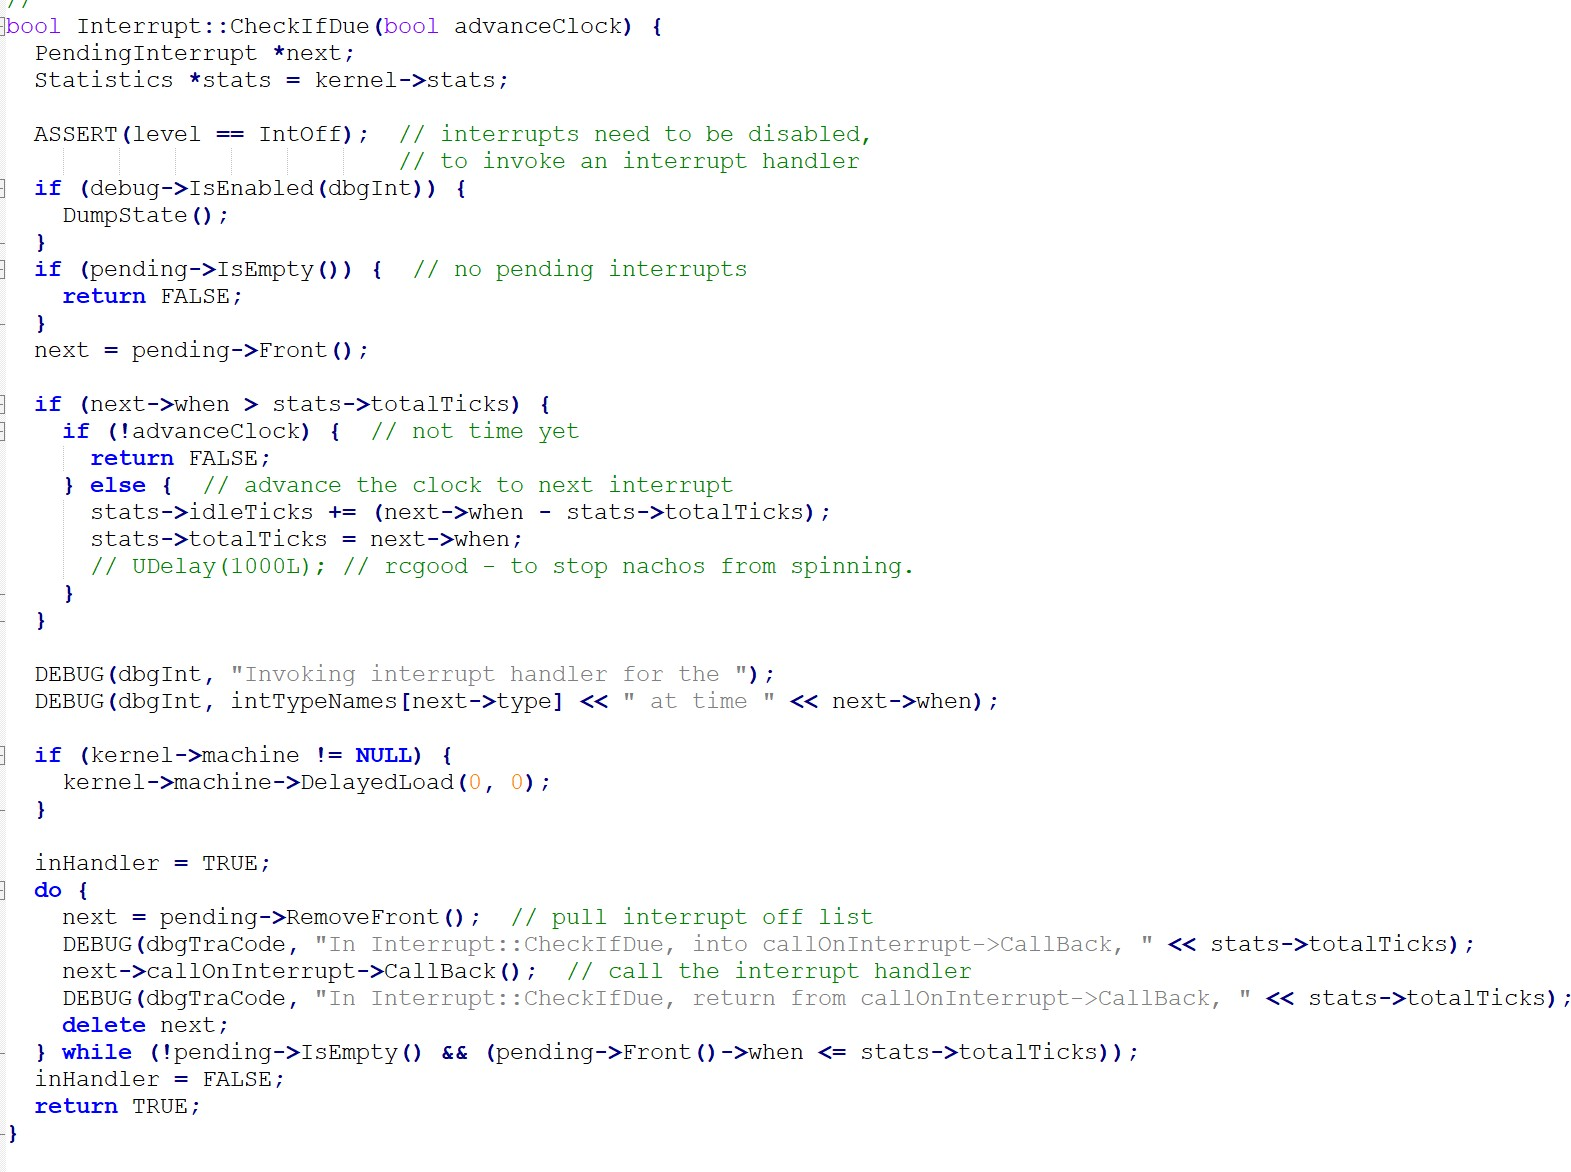 //
bool Interrupt::CheckIfDue(bool advanceClock) {
  PendingInterrupt *next;
  Statistics *stats = kernel->stats;

  ASSERT(level == IntOff);  // interrupts need to be disabled,
                            // to invoke an interrupt handler
  if (debug->IsEnabled(dbgInt)) {
    DumpState();
  }
  if (pending->IsEmpty()) {  // no pending interrupts
    return FALSE;
  }
  next = pending->Front();

  if (next->when > stats->totalTicks) {
    if (!advanceClock) {  // not time yet
      return FALSE;
    } else {  // advance the clock to next interrupt
      stats->idleTicks += (next->when - stats->totalTicks);
      stats->totalTicks = next->when;
      // UDelay(1000L); // rcgood - to stop nachos from spinning.
    }
  }

  DEBUG(dbgInt, "Invoking interrupt handler for the ");
  DEBUG(dbgInt, intTypeNames[next->type] << " at time " << next->when);

  if (kernel->machine != NULL) {
    kernel->machine->DelayedLoad(0, 0);
  }

  inHandler = TRUE;
  do {
    next = pending->RemoveFront();  // pull interrupt off list
    DEBUG(dbgTraCode, "In Interrupt::CheckIfDue, into callOnInterrupt->CallBack, " << stats->totalTicks);
    next->callOnInterrupt->CallBack();  // call the interrupt handler
    DEBUG(dbgTraCode, "In Interrupt::CheckIfDue, return from callOnInterrupt->CallBack, " << stats->totalTicks);
    delete next;
  } while (!pending->IsEmpty() && (pending->Front()->when <= stats->totalTicks));
  inHandler = FALSE;
  return TRUE;
}